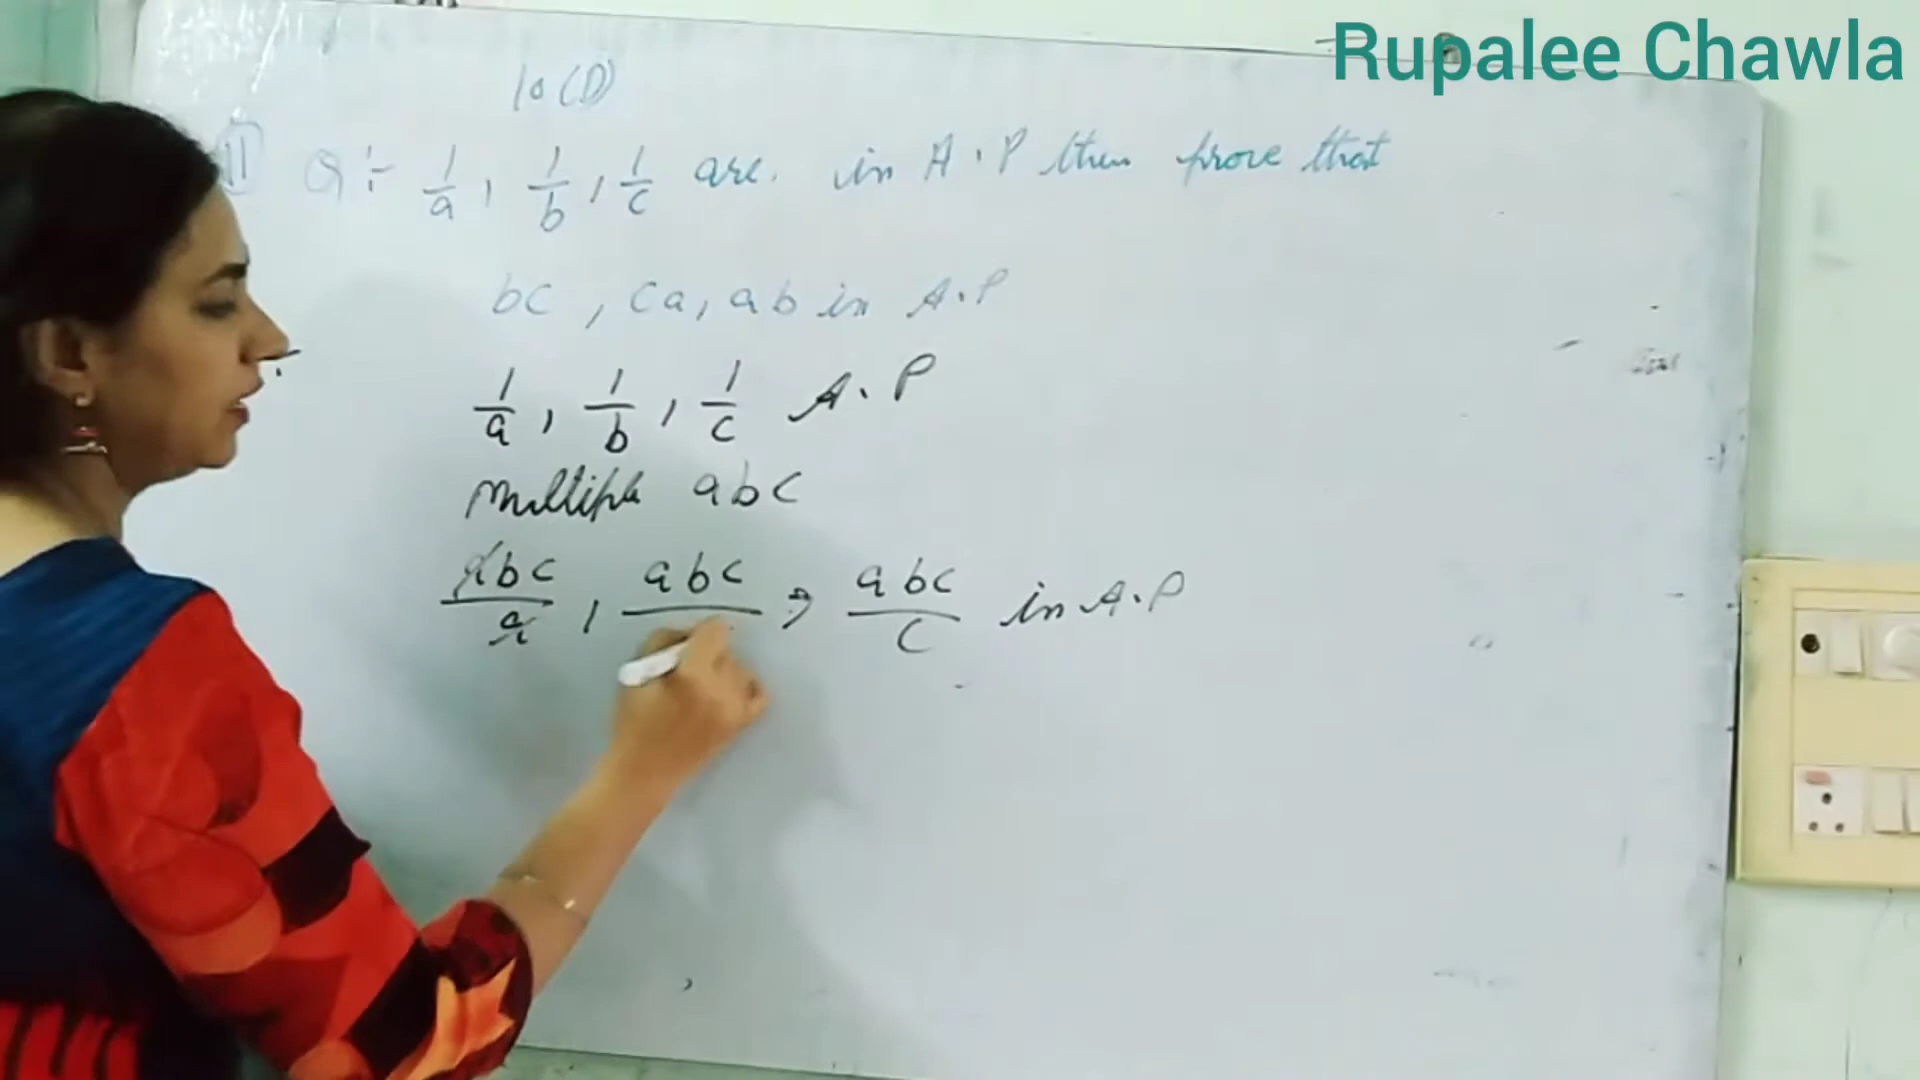 Rupalee Chawla
10 (D)
11 Q:- 1/a, 1/b, 1/c are. in A.P then prove that
bc, ca, ab in A.P
1/a, 1/b, 1/c A.P
abc
abc/a, abc/, abc/c in A.P